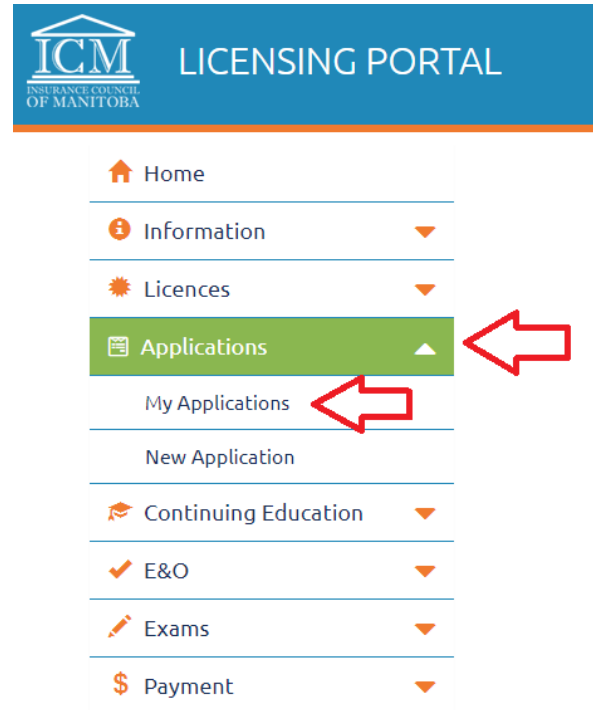 ICM
INSURANCE COUNCIL
OF MANITOBA
LICENSING PORTAL
Home
Information
Licences
Applications
My Applications
New Application
Continuing Education
E&O
Exams
$ Payment